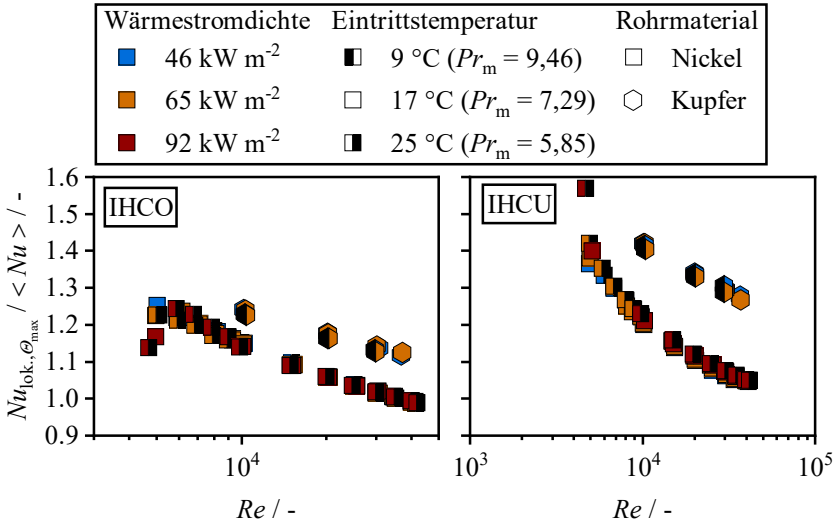 Wärmestromdichte Eintrittstemperatur Rohrmaterial
46 kW m⁻² 9 °C (Prₘ = 9,46) Nickel
65 kW m⁻² 17 °C (Prₘ = 7,29) Kupfer
92 kW m⁻² 25 °C (Prₘ = 5,85)
Nu lok., Θmax / < Nu > / -
1.6
1.5
1.4
1.3
1.2
1.1
1.0
0.9
IHCO
IHCU
10⁴
10³ 10⁴ 10⁵
Re / - Re / -